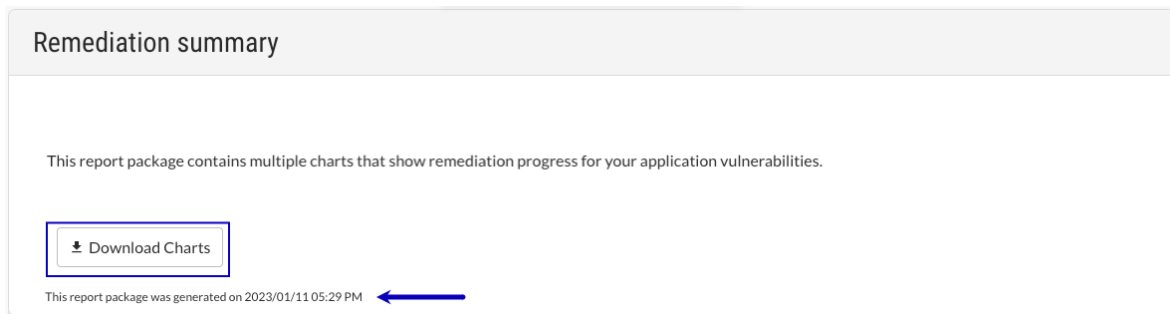 Remediation summary
This report package contains multiple charts that show remediation progress for your application vulnerabilities.
Download Charts
This report package was generated on 2023/01/11 05:29 PM